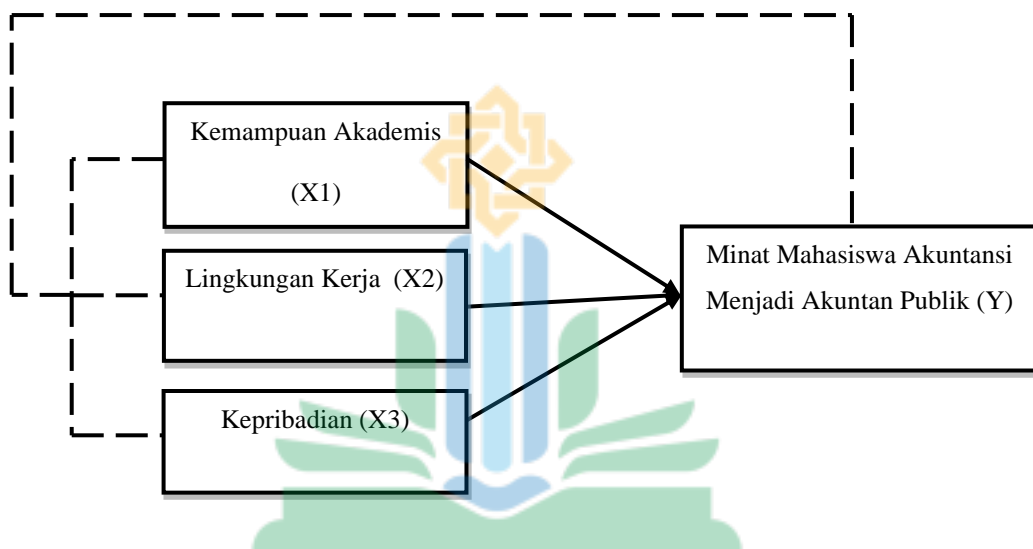 Kemampuan Akademis
(X1)
Lingkungan Kerja  (X2)
Kepribadian (X3)
Minat Mahasiswa Akuntansi
Menjadi Akuntan Publik (Y)